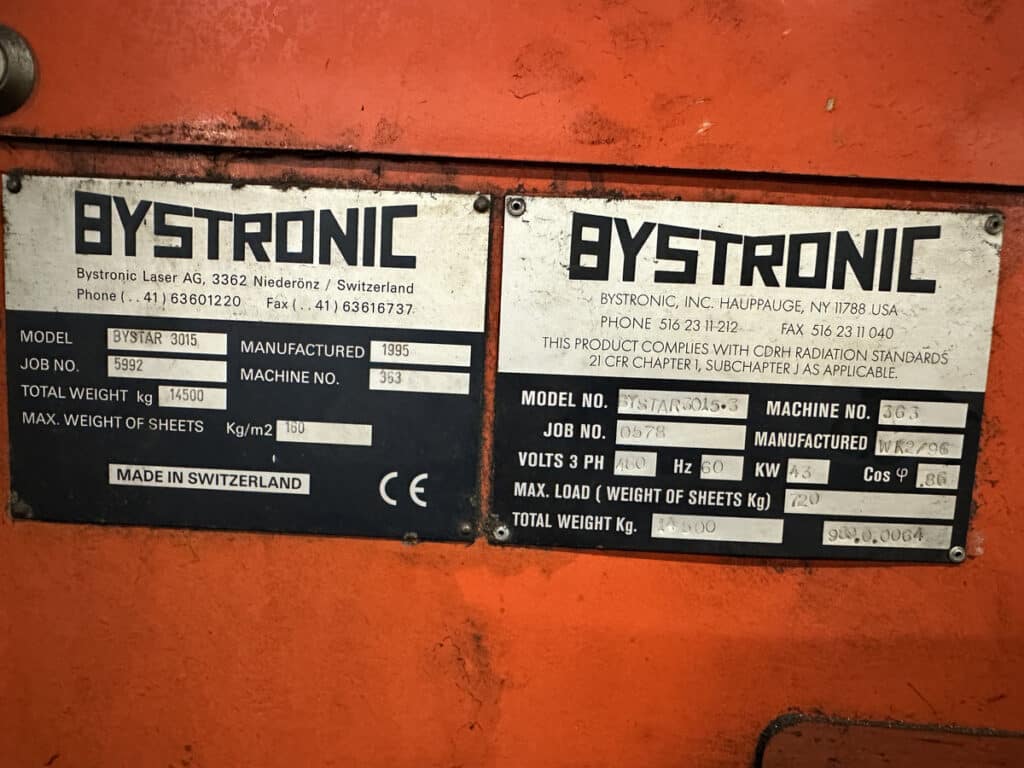 BYSTRONIC
Bystronic Laser AG, 3362 Niederönz / Switzerland
Phone (. . 41) 63601220 Fax (. . 41) 63616737
MODEL BYSTAR 3015
JOB NO. 5992
TOTAL WEIGHT kg 14500
MANUFACTURED 1995
MACHINE NO. 363
MAX. WEIGHT OF SHEETS Kg/m2 160
MADE IN SWITZERLAND
CE
BYSTRONIC
BYSTRONIC, INC. HAUPPAUGE, NY 11788 USA
PHONE 516 23 11 212 FAX 516 23 11 040
THIS PRODUCT COMPLIES WITH CDRH RADIATION STANDARDS
21 CFR CHAPTER 1, SUBCHAPTER J AS APPLICABLE.
MODEL NO. BYSTAR3015-3 MACHINE NO. 363
JOB NO. 0578 MANUFACTURED WK2/96
VOLTS 3 PH 480 Hz 60 KW 43 Cos φ .86
MAX. LOAD ( WEIGHT OF SHEETS Kg) 720
TOTAL WEIGHT Kg. 14500